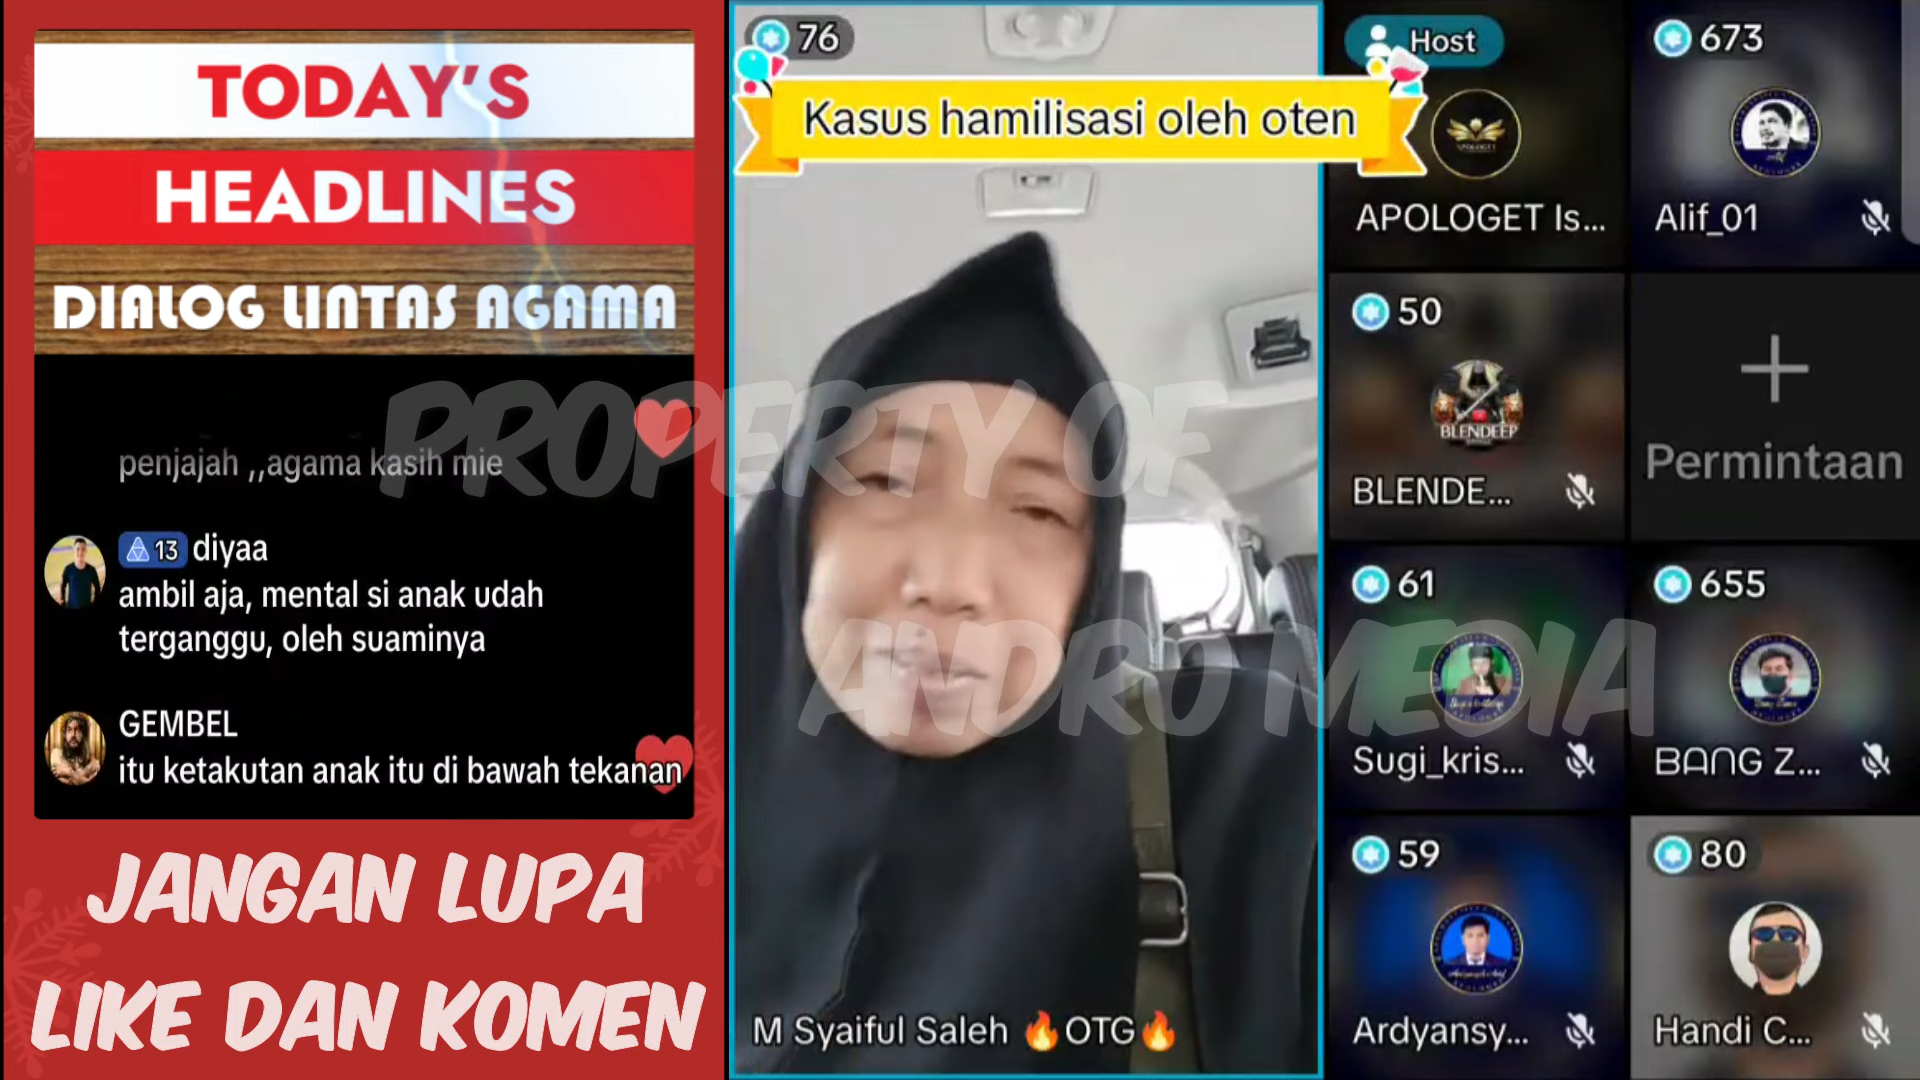 TODAY'S
HEADLINES
DIALOG LINTAS AGAMA
penjajah ,,agama kasih mie
13 diyaa
ambil aja, mental si anak udah
terganggu, oleh suaminya
GEMBEL
itu ketakutan anak itu di bawah tekanan
JANGAN LUPA
LIKE DAN KOMEN
76
Kasus hamilisasi oleh oten
M Syaiful Saleh 🔥OTG🔥
PROPERTY OF
ANDRO MEDIA
Host
APOLOGET Is...
673
Alif_01
50
BLENDEEP
BLENDE...
Permintaan
61
Sugi_kris...
655
BANG Z...
59
Ardyansy...
80
Handi C...